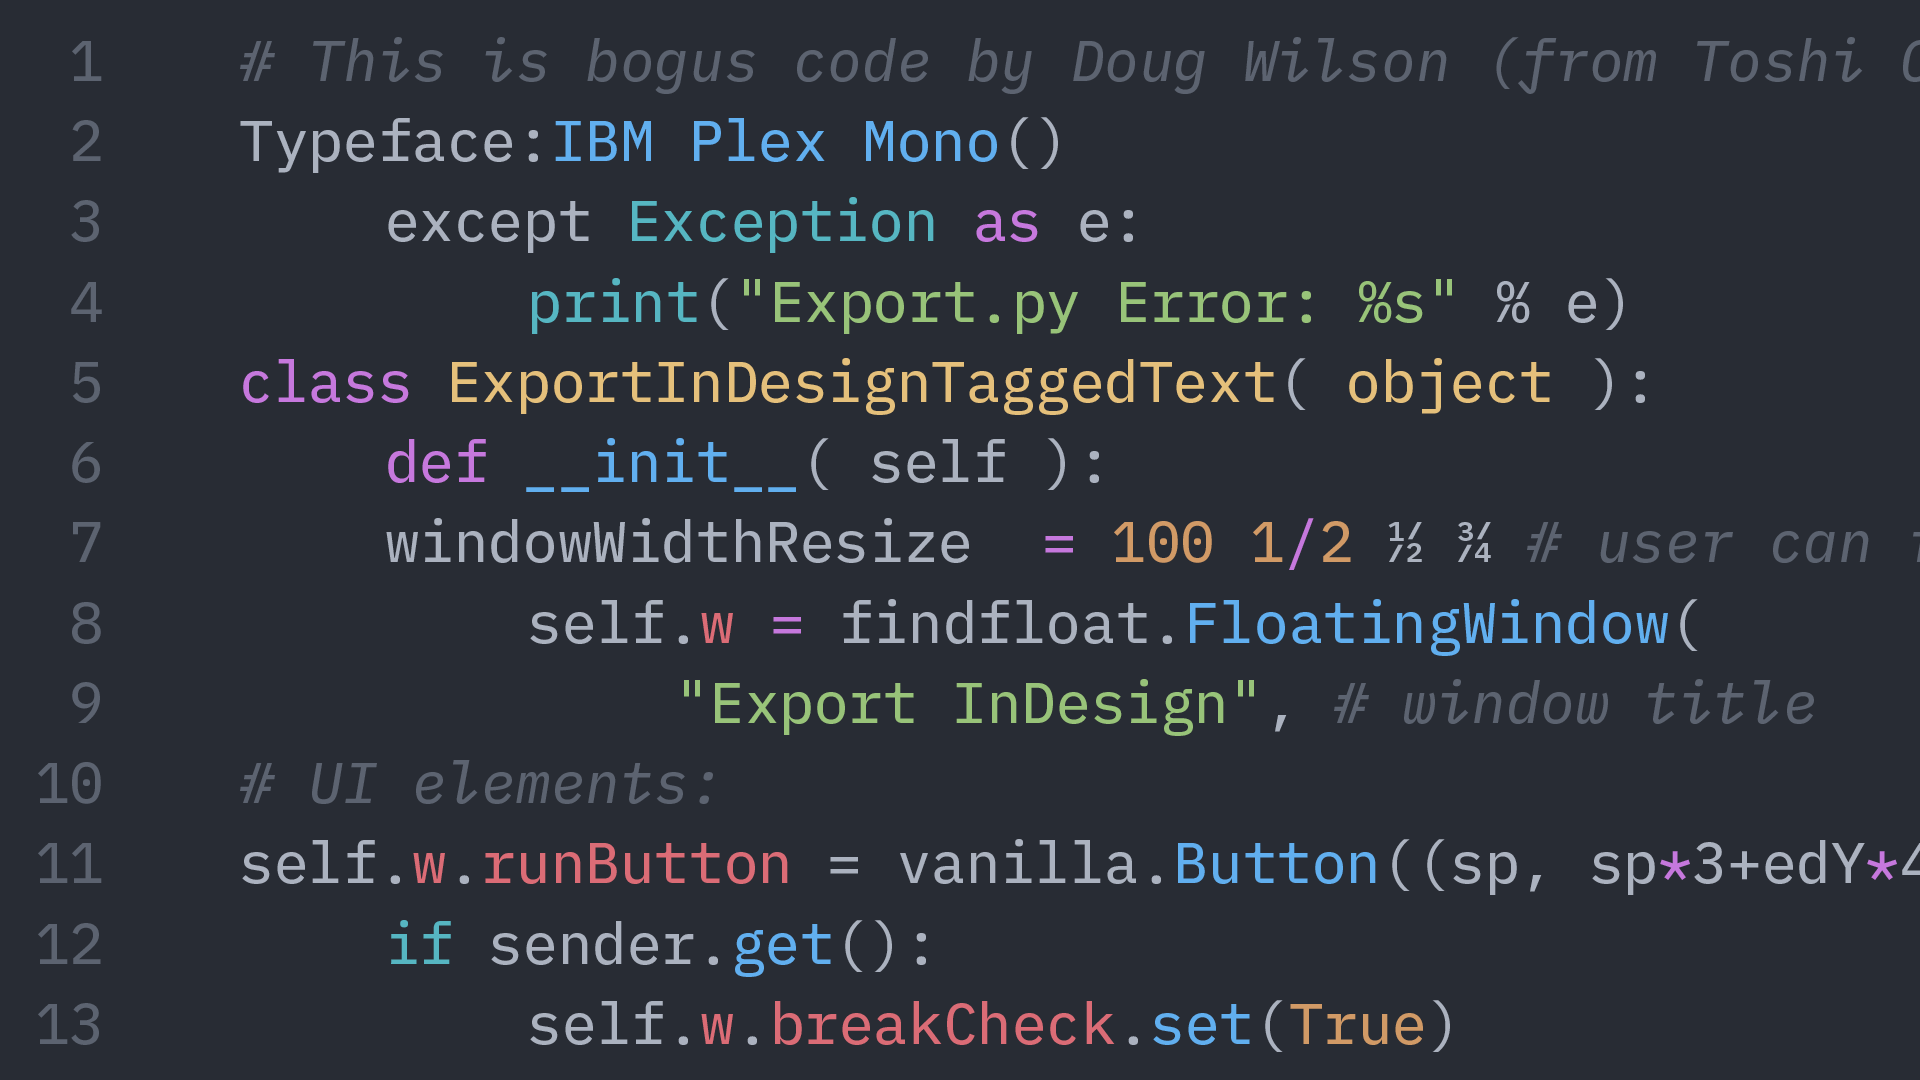 1 # This is bogus code by Doug Wilson (from Toshi
2 Typeface:IBM Plex Mono()
3 except Exception as e:
4 print("Export.py Error: %s" % e)
5 class ExportInDesignTaggedText( object ):
6 def __init__( self ):
7 windowWidthResize  = 100 1/2 ½ ¾ # user can
8 self.w = findfloat.FloatingWindow(
9 "Export InDesign", # window title
10 # UI elements:
11 self.w.runButton = vanilla.Button((sp, sp*3+edY*4
12 if sender.get():
13 self.w.breakCheck.set(True)